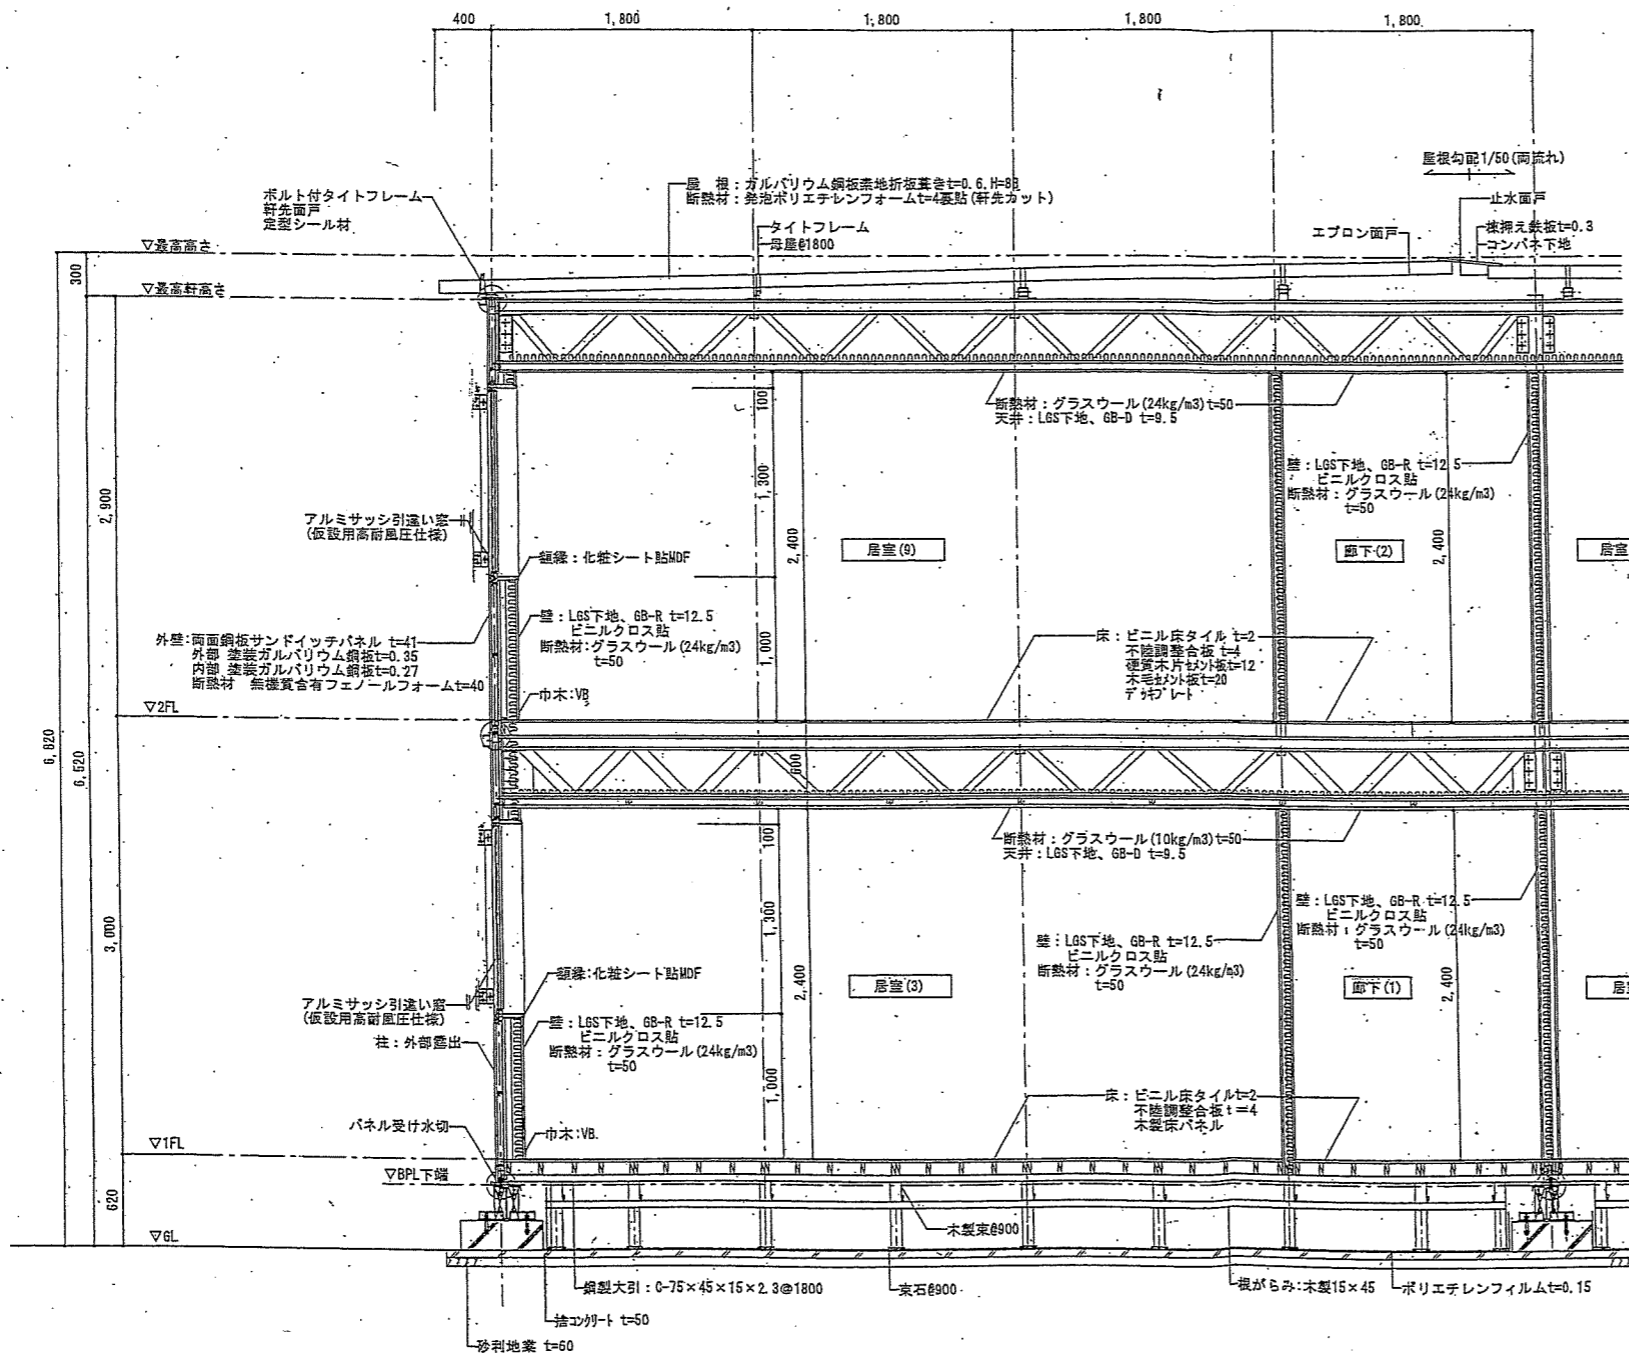 400
1,800
1,800
1,800
1,800
屋根勾配1/50(両流れ)
ボルト付タイトフレーム
軒先面戸
定型シール材
屋　根：ガルバリウム鋼板素地折板葺きt=0.6,H=88
断熱材：発泡ポリエチレンフォームt=4裏貼(軒先カット)
タイトフレーム
母屋@1800
止水面戸
エプロン面戸
棟押え鉄板t=0.3
コンパネ下地
▽最高高さ
300
▽最高軒高さ
断熱材：グラスウール(24kg/m3)t=50
天井：LGS下地、GB-D t=9.5
100
1,300
2,400
1,000
2,900
壁：LGS下地、GB-R t=12.5
ビニルクロス貼
断熱材：グラスウール(24kg/m3)
t=50
アルミサッシ引違い窓
(仮設用高耐風圧仕様)
居室(9)
廊下(2)
2,400
居室
額縁：化粧シート貼MDF
壁：LGS下地、GB-R t=12.5
ビニルクロス貼
断熱材：グラスウール(24kg/m3)
t=50
外壁：両面鋼板サンドイッチパネル t=41
外部 塗装ガルバリウム鋼板t=0.35
内部 塗装ガルバリウム鋼板t=0.27
断熱材　無機質含有フェノールフォームt=40
床：ビニル床タイル t=2
不陸調整合板 t=4
硬質木片ｾﾒﾝﾄ板t=12
木毛ｾﾒﾝﾄ板t=20
ﾃﾞｯｷﾌﾟﾚｰﾄ
巾木：VB
▽2FL
6,820
6,520
600
断熱材：グラスウール(10kg/m3)t=50
天井：LGS下地、GB-D t=9.5
100
1,300
2,400
1,000
3,000
壁：LGS下地、GB-R t=12.5
ビニルクロス貼
断熱材：グラスウール(24kg/m3)
t=50
壁：LGS下地、GB-R t=12.5
ビニルクロス貼
断熱材：グラスウール(24kg/m3)
t=50
額縁：化粧シート貼MDF
居室(3)
廊下(1)
2,400
アルミサッシ引違い窓
(仮設用高耐風圧仕様)
柱：外部露出
壁：LGS下地、GB-R t=12.5
ビニルクロス貼
断熱材：グラスウール(24kg/m3)
t=50
床：ビニル床タイルt=2
不陸調整合板 t=4
木製床パネル
パネル受け水切
巾木：VB
▽1FL
▽BPL下端
620
▽GL
木製束@900
鋼製大引：C-75×45×15×2.3@1800
束石@900
根がらみ：木製15×45
ポリエチレンフィルムt=0.15
捨ｺﾝｸﾘｰﾄ t=50
砂利地業 t=60